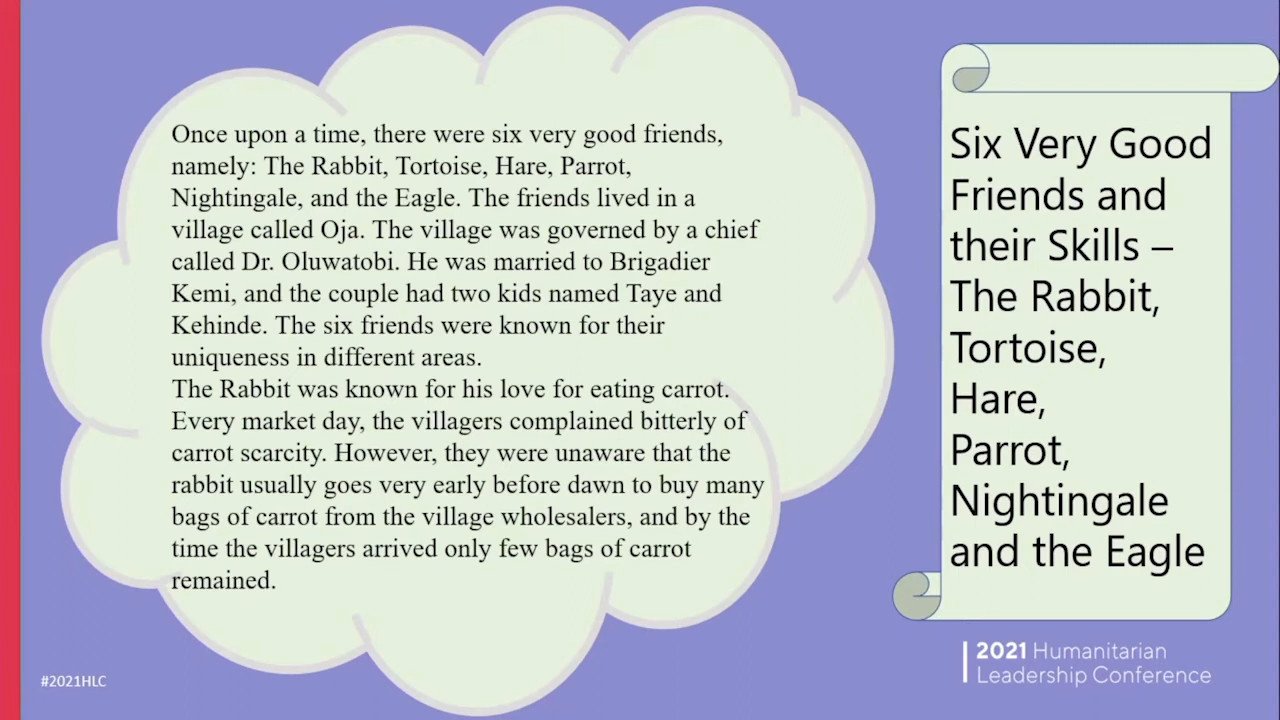 Once upon a time, there were six very good friends,
namely: The Rabbit, Tortoise, Hare, Parrot,
Nightingale, and the Eagle. The friends lived in a
village called Oja. The village was governed by a chief
called Dr. Oluwatobi. He was married to Brigadier
Kemi, and the couple had two kids named Taye and
Kehinde. The six friends were known for their
uniqueness in different areas.
The Rabbit was known for his love for eating carrot.
Every market day, the villagers complained bitterly of
carrot scarcity. However, they were unaware that the
rabbit usually goes very early before dawn to buy many
bags of carrot from the village wholesalers, and by the
time the villagers arrived only few bags of carrot
remained.
Six Very Good
Friends and
their Skills –
The Rabbit,
Tortoise,
Hare,
Parrot,
Nightingale
and the Eagle
2021 Humanitarian
Leadership Conference
#2021HLC